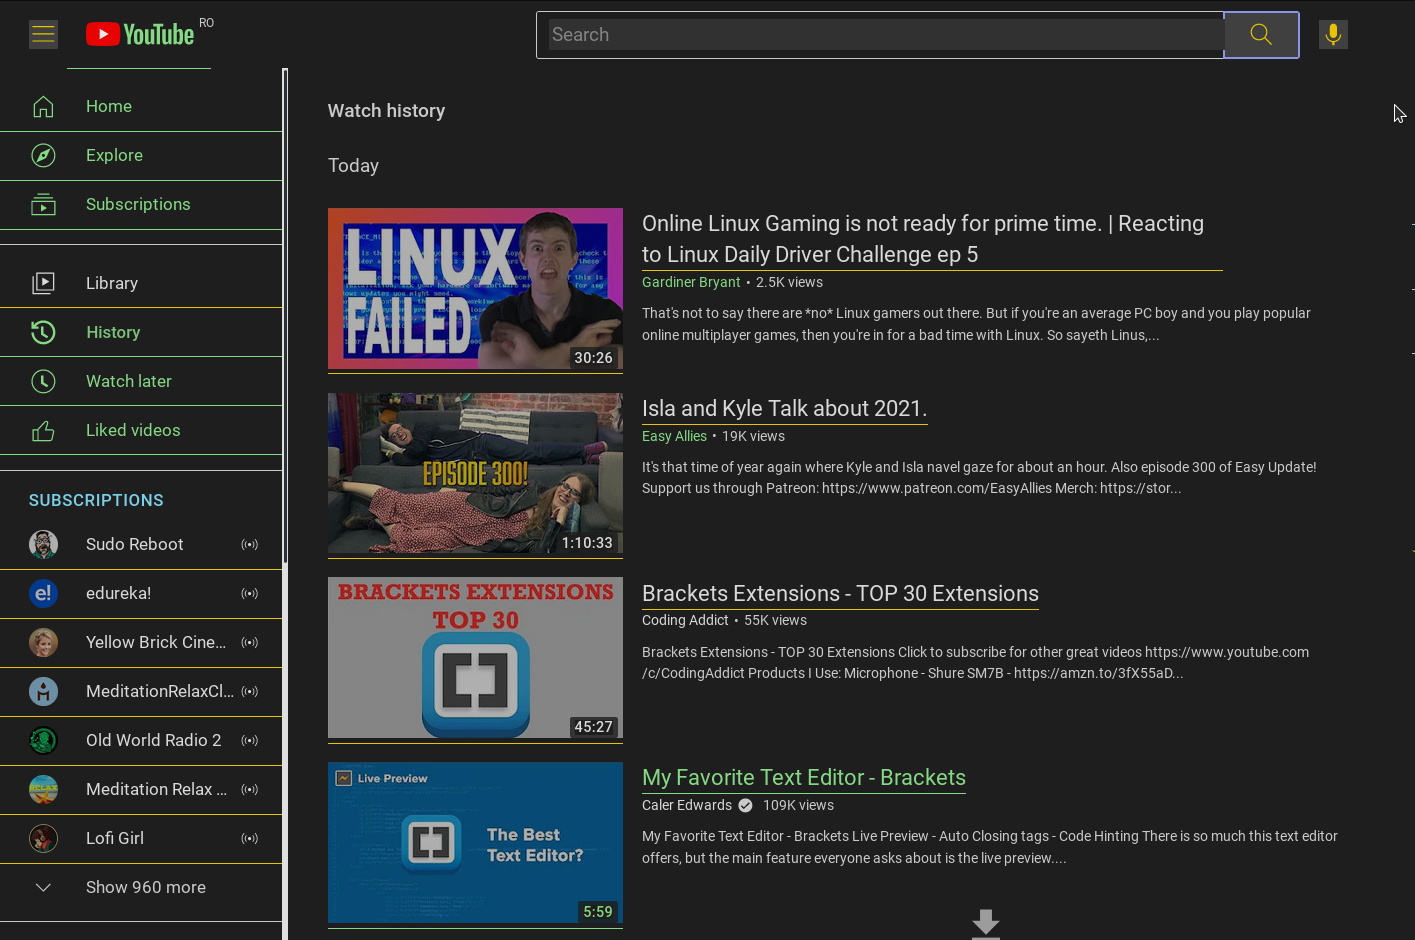 YouTube RO
Search
Home
Explore
Subscriptions
Library
History
Watch later
Liked videos
SUBSCRIPTIONS
Sudo Reboot
e! edureka!
Yellow Brick Cine...
MeditationRelaxCl...
Old World Radio 2
RELAX Meditation Relax ...
Lofi Girl
Show 960 more
Watch history
Today
LINUX
FAILED
30:26
Online Linux Gaming is not ready for prime time. | Reacting
to Linux Daily Driver Challenge ep 5
Gardiner Bryant • 2.5K views
That's not to say there are *no* Linux gamers out there. But if you're an average PC boy and you play popular
online multiplayer games, then you're in for a bad time with Linux. So sayeth Linus,...
EPISODE 300!
1:10:33
Isla and Kyle Talk about 2021.
Easy Allies • 19K views
It's that time of year again where Kyle and Isla navel gaze for about an hour. Also episode 300 of Easy Update!
Support us through Patreon: https://www.patreon.com/EasyAllies Merch: https://stor...
BRACKETS EXTENSIONS
TOP 30
45:27
Brackets Extensions - TOP 30 Extensions
Coding Addict • 55K views
Brackets Extensions - TOP 30 Extensions Click to subscribe for other great videos https://www.youtube.com
/c/CodingAddict Products I Use: Microphone - Shure SM7B - https://amzn.to/3fX55aD...
Live Preview
The Best
Text Editor?
5:59
My Favorite Text Editor - Brackets
Caler Edwards 109K views
My Favorite Text Editor - Brackets Live Preview - Auto Closing tags - Code Hinting There is so much this text editor
offers, but the main feature everyone asks about is the live preview....